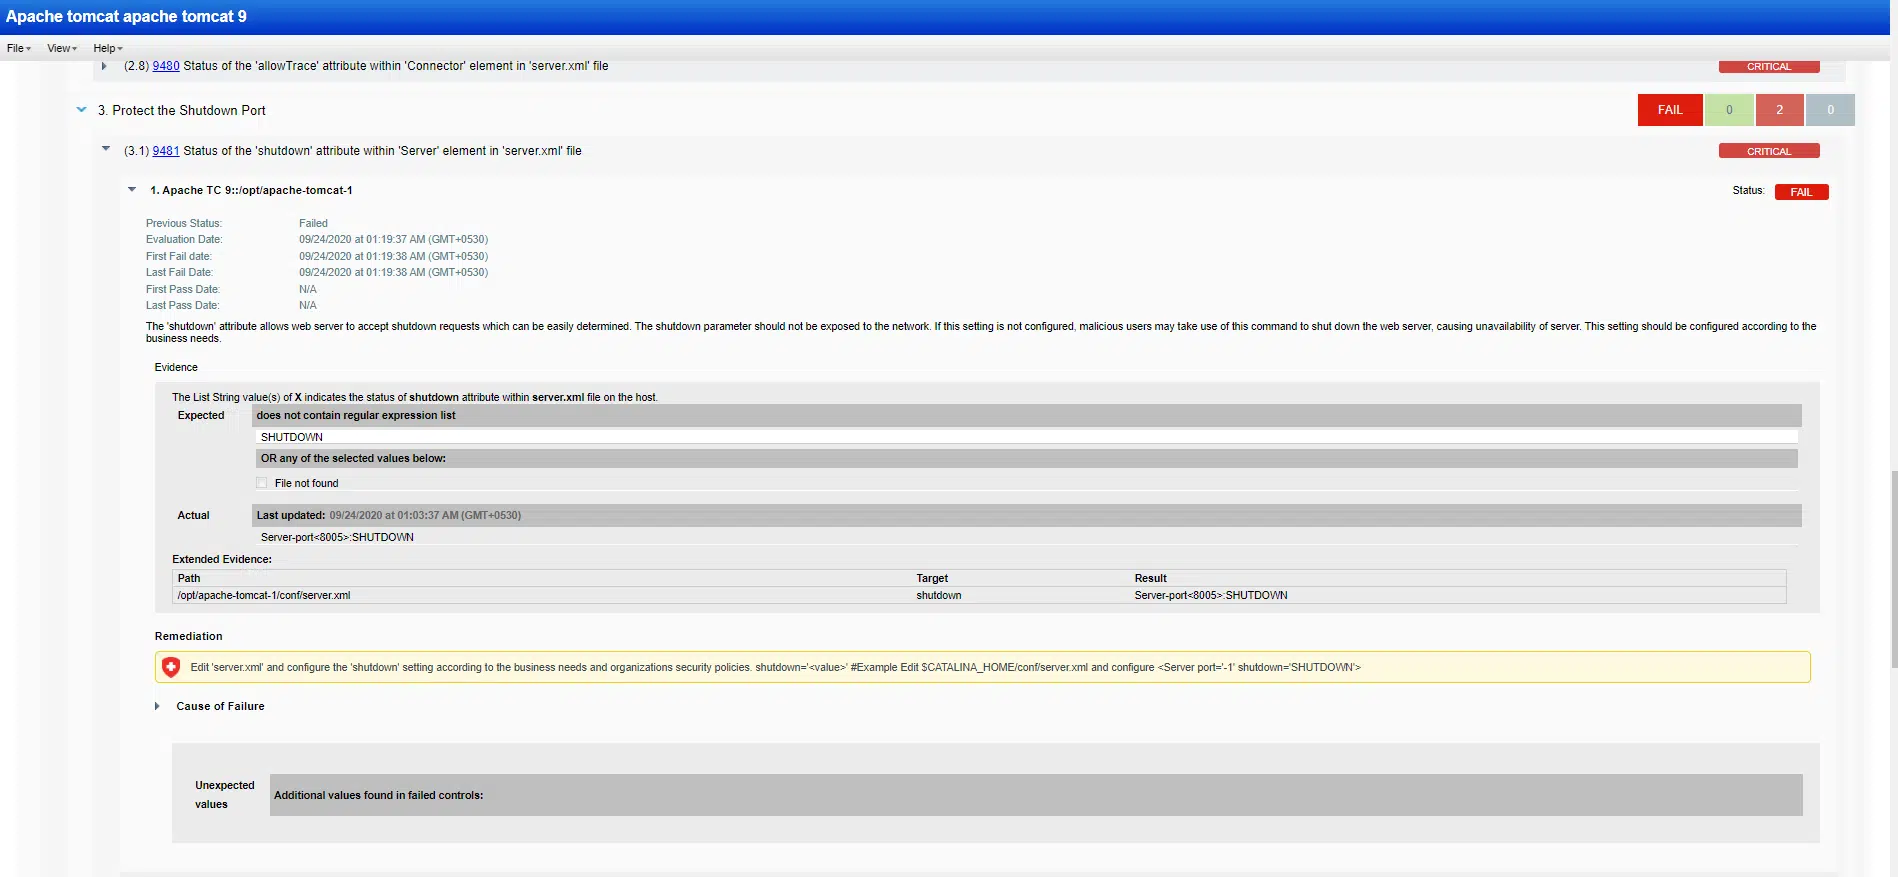 Apache tomcat apache tomcat 9
File View Help
(2.8) 9480 Status of the 'allowTrace' attribute within 'Connector' element in 'server.xml' file CRITICAL
3. Protect the Shutdown Port FAIL 0 2 0
(3.1) 9481 Status of the 'shutdown' attribute within 'Server' element in 'server.xml' file CRITICAL
1. Apache TC 9::/opt/apache-tomcat-1 Status: FAIL
Previous Status: Failed
Evaluation Date: 09/24/2020 at 01:19:37 AM (GMT+0530)
First Fail date: 09/24/2020 at 01:19:38 AM (GMT+0530)
Last Fail Date: 09/24/2020 at 01:19:38 AM (GMT+0530)
First Pass Date: N/A
Last Pass Date: N/A
The 'shutdown' attribute allows web server to accept shutdown requests which can be easily determined. The shutdown parameter should not be exposed to the network. If this setting is not configured, malicious users may take use of this command to shut down the web server, causing unavailability of server. This setting should be configured according to the
business needs.
Evidence
The List String value(s) of X indicates the status of shutdown attribute within server.xml file on the host.
Expected does not contain regular expression list
SHUTDOWN
OR any of the selected values below:
File not found
Actual Last updated: 09/24/2020 at 01:03:37 AM (GMT+0530)
Server-port<8005>:SHUTDOWN
Extended Evidence:
Path Target Result
/opt/apache-tomcat-1/conf/server.xml shutdown Server-port<8005>:SHUTDOWN
Remediation
Edit 'server.xml' and configure the 'shutdown' setting according to the business needs and organizations security policies. shutdown='<value>' #Example Edit $CATALINA_HOME/conf/server.xml and configure <Server port='-1' shutdown='SHUTDOWN'>
Cause of Failure
Unexpected
values
Additional values found in failed controls: